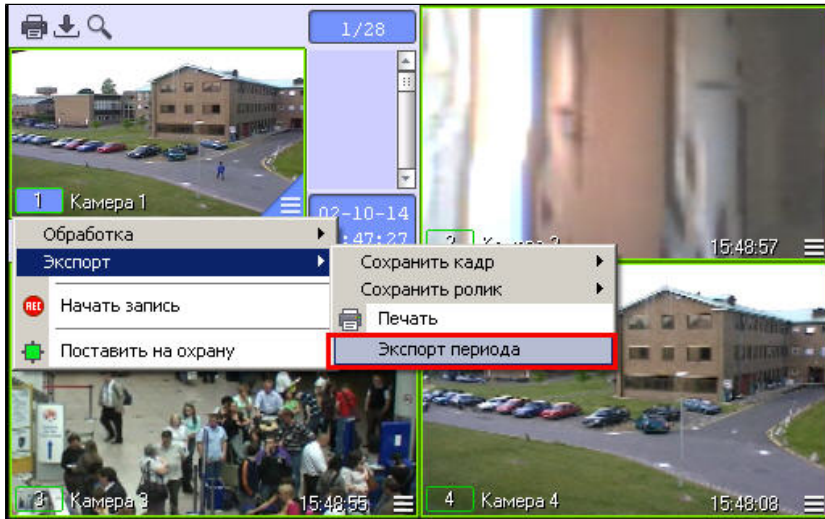 1/28
1 Камера 1
02-10-14
:47:27
2
15:48:57
Обработка
Экспорт
REC Начать запись
Поставить на охрану
Сохранить кадр
Сохранить ролик
Печать
Экспорт периода
3 Камера 3
15:48:55
4 Камера 4
15:48:08